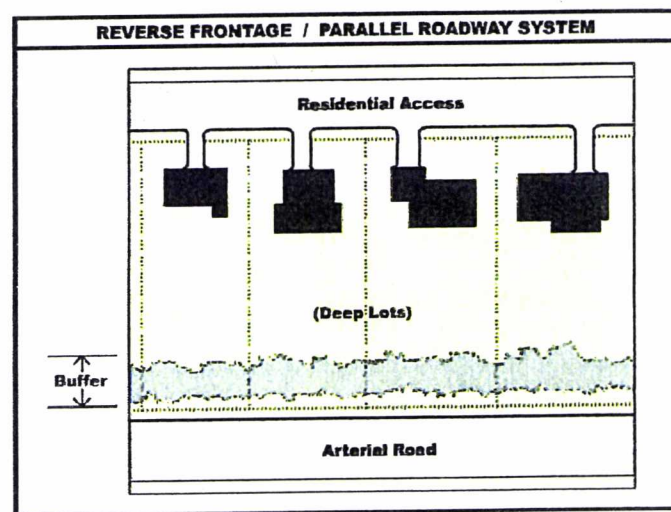 REVERSE FRONTAGE / PARALLEL ROADWAY SYSTEM
Residential Access
(Deep Lots)
Buffer
Arterial Road